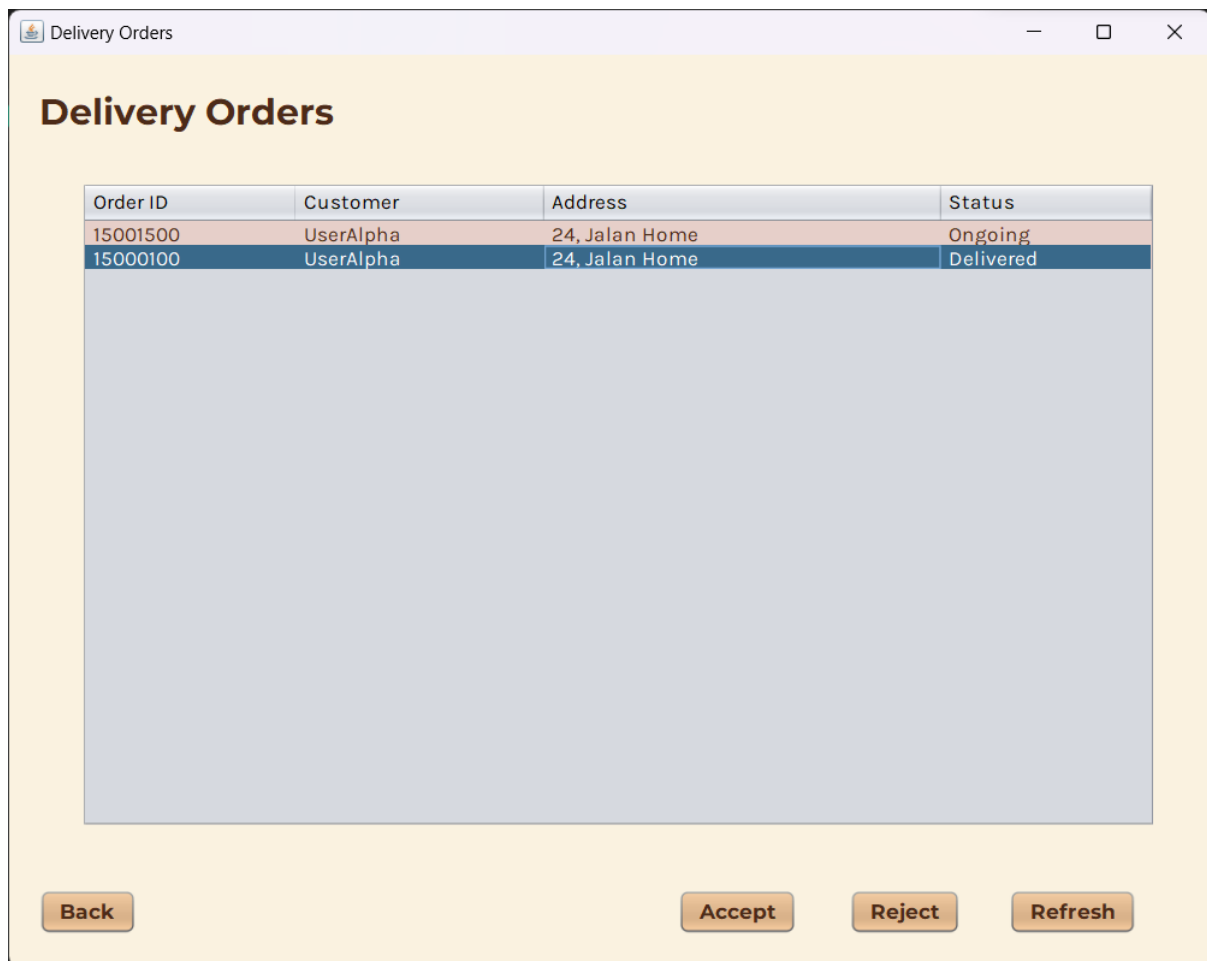 Delivery Orders
Delivery Orders
Order ID Customer Address Status
15001500 UserAlpha 24, Jalan Home Ongoing
15000100 UserAlpha 24, Jalan Home Delivered
Back Accept Reject Refresh